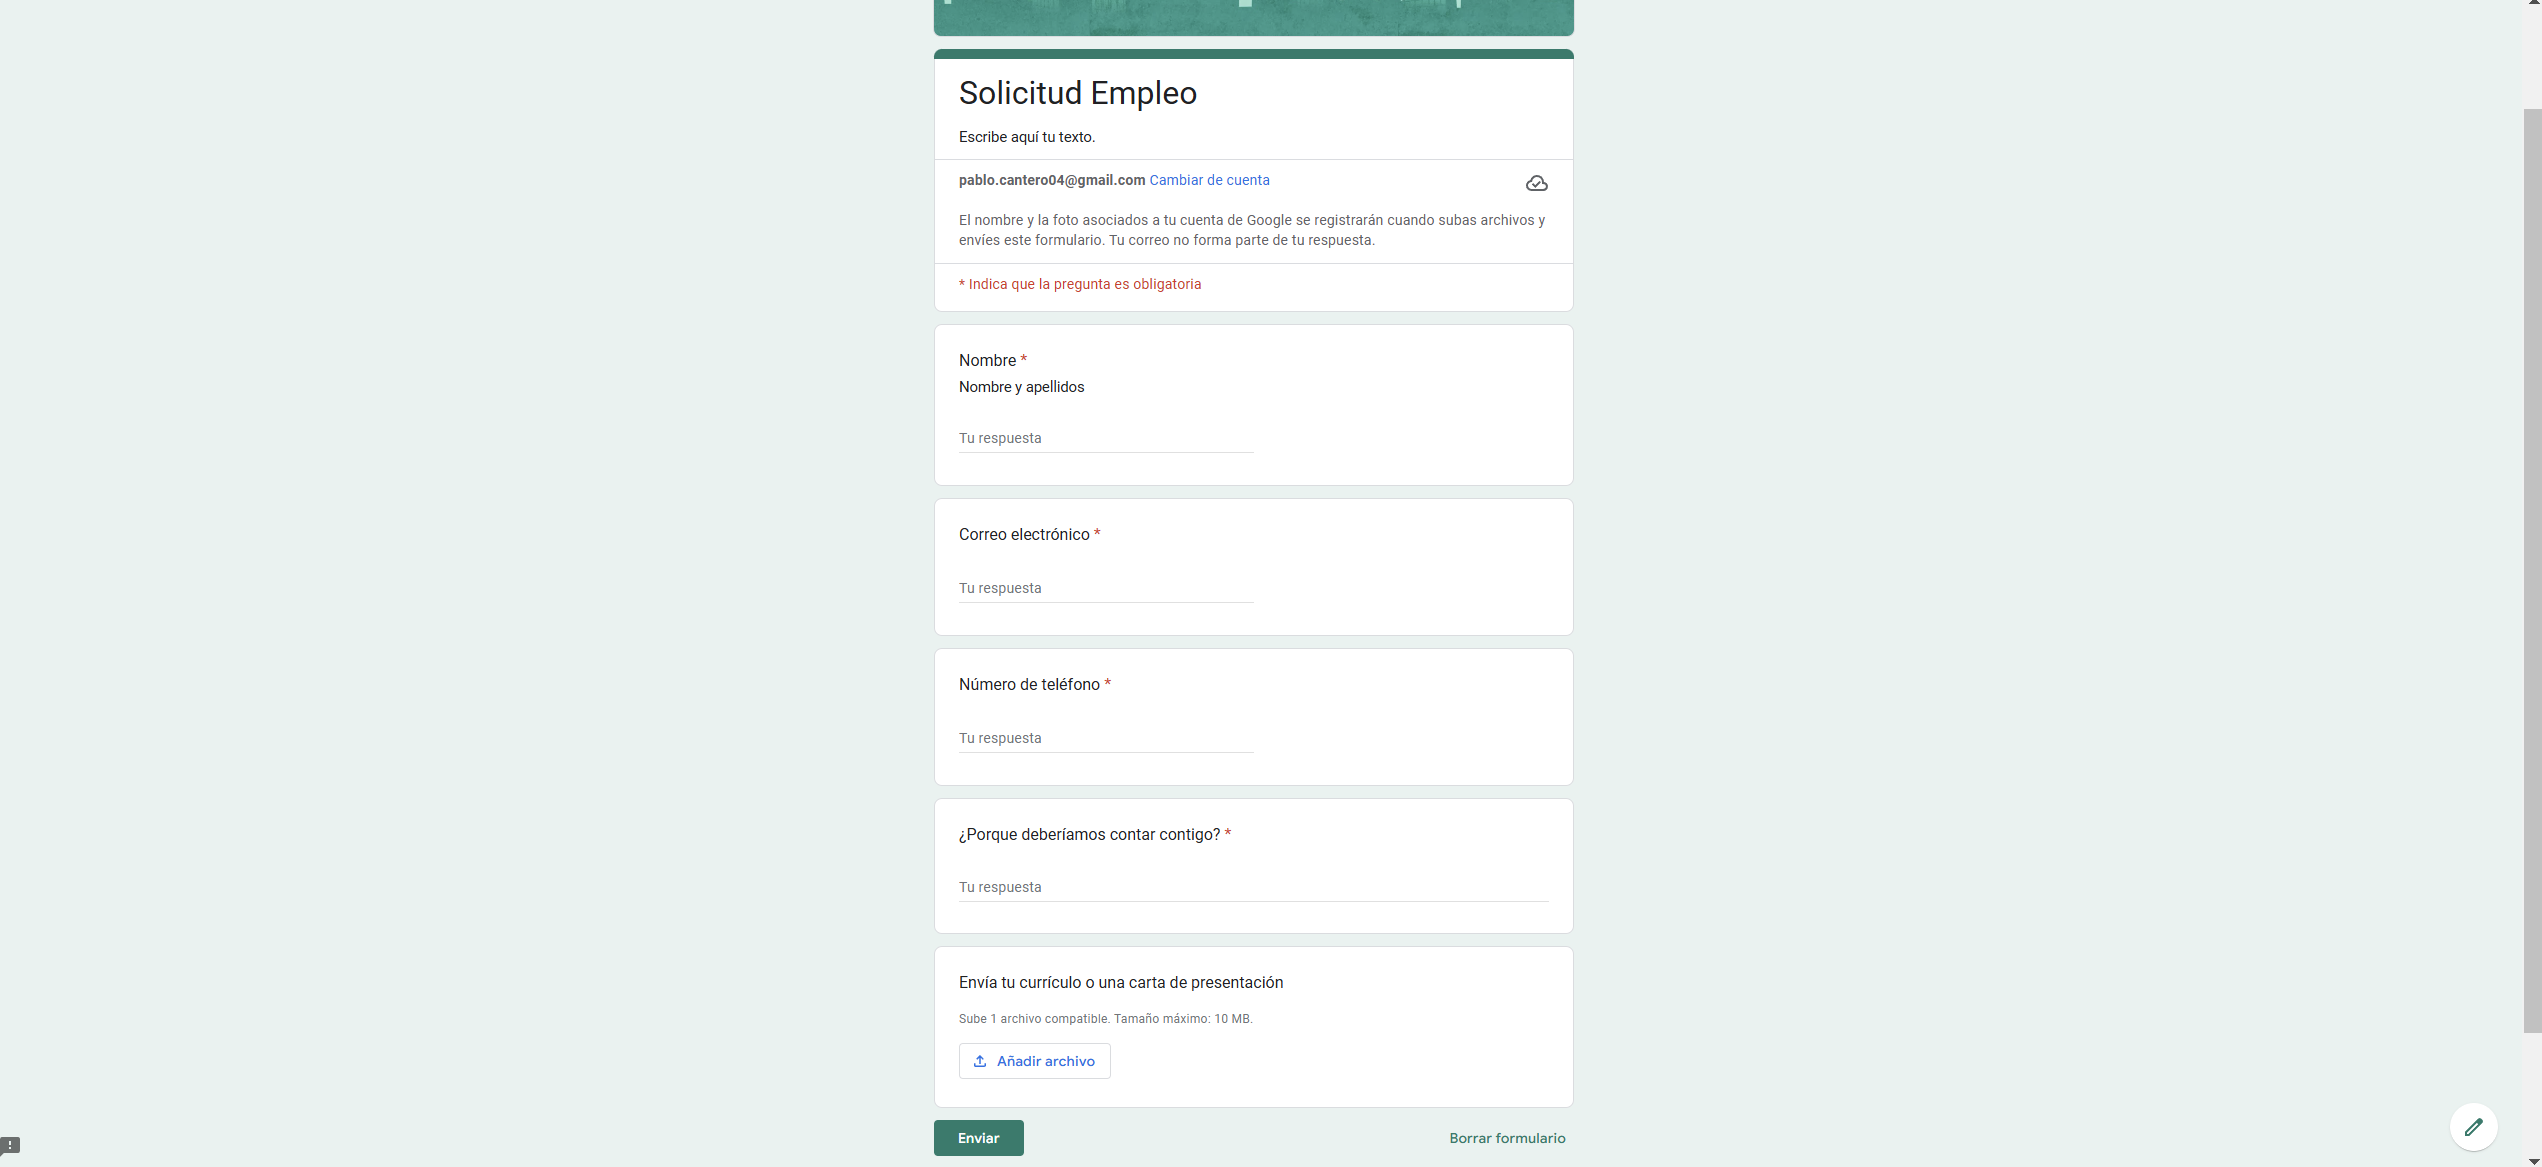 Solicitud Empleo
Escribe aquí tu texto.
pablo.cantero04@gmail.com Cambiar de cuenta
El nombre y la foto asociados a tu cuenta de Google se registrarán cuando subas archivos y
envíes este formulario. Tu correo no forma parte de tu respuesta.
* Indica que la pregunta es obligatoria
Nombre *
Nombre y apellidos
Tu respuesta
Correo electrónico *
Tu respuesta
Número de teléfono *
Tu respuesta
¿Porque deberíamos contar contigo? *
Tu respuesta
Envía tu currículo o una carta de presentación
Sube 1 archivo compatible. Tamaño máximo: 10 MB.
Añadir archivo
Enviar
Borrar formulario